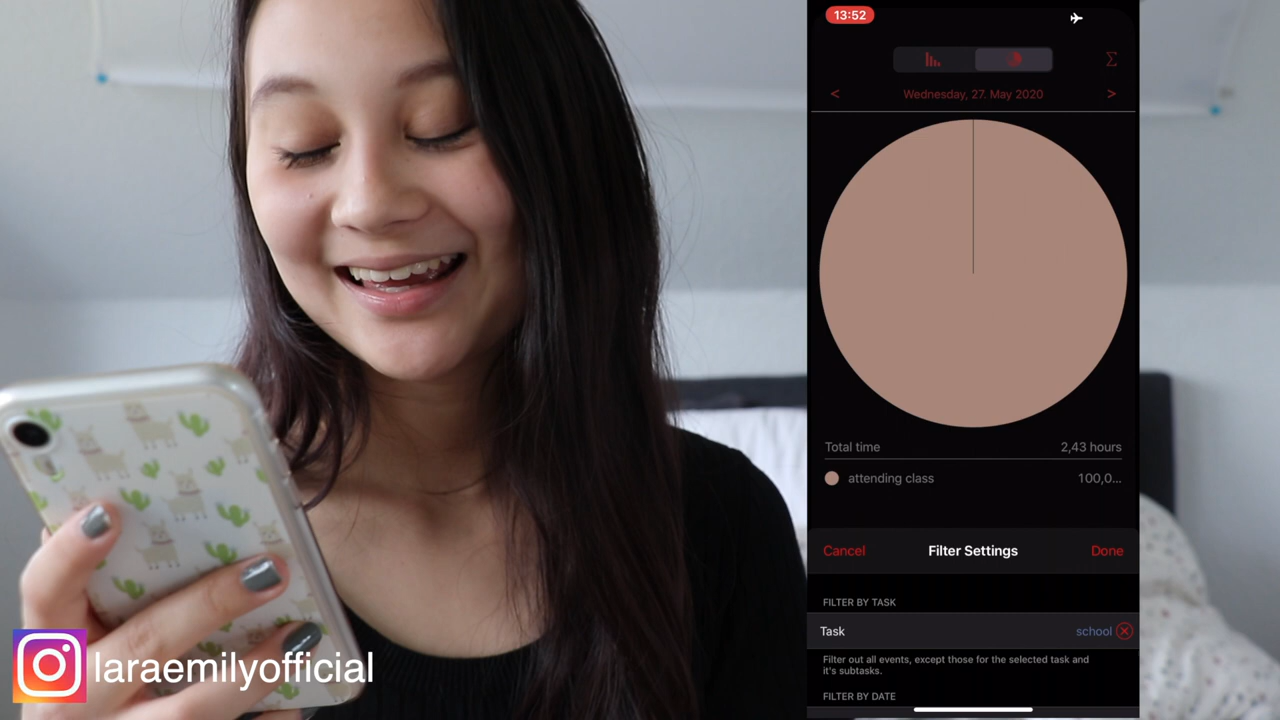 13:52
< Wednesday, 27. May 2020 >
Total time 2,43 hours
attending class 100,0...
Cancel Filter Settings Done
FILTER BY TASK
Task school
Filter out all events, except those for the selected task and
it's subtasks.
FILTER BY DATE
laraemilyofficial